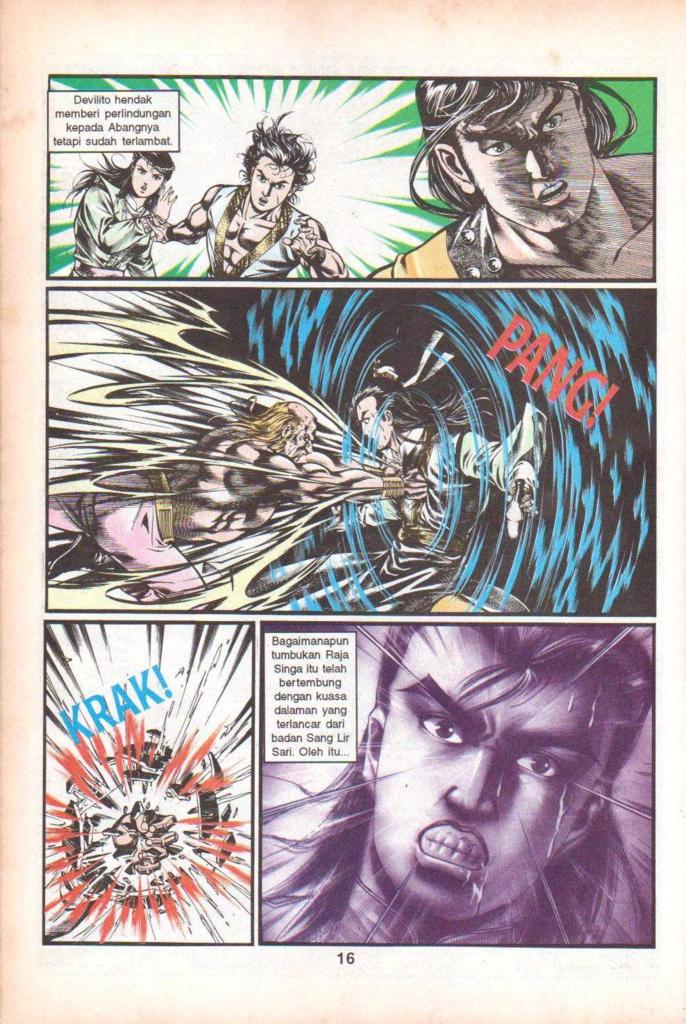 Devilito hendak
memberi perlindungan
kepada Abangnya
tetapi sudah terlambat.
PANG!
KRAK!
Bagaimanapun
tumbukan Raja
Singa itu telah
bertembung
dengan kuasa
dalaman yang
terlancar dari
badan Sang Lir
Sari. Oleh itu...
16